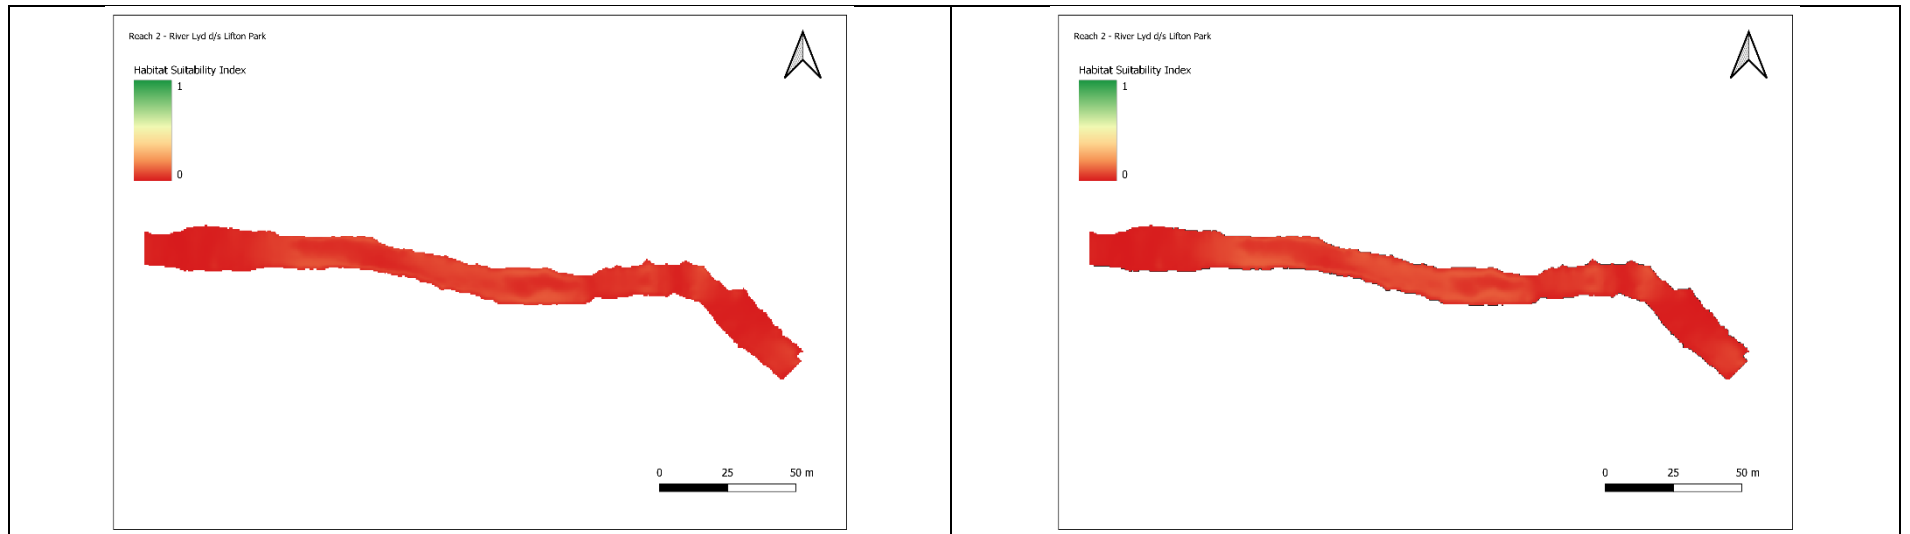 Reach 2 - River Lyd d/s Lifton Park
Habitat Suitability Index
1
0
0 25 50 m
Reach 2 - River Lyd d/s Lifton Park
Habitat Suitability Index
1
0
0 25 50 m